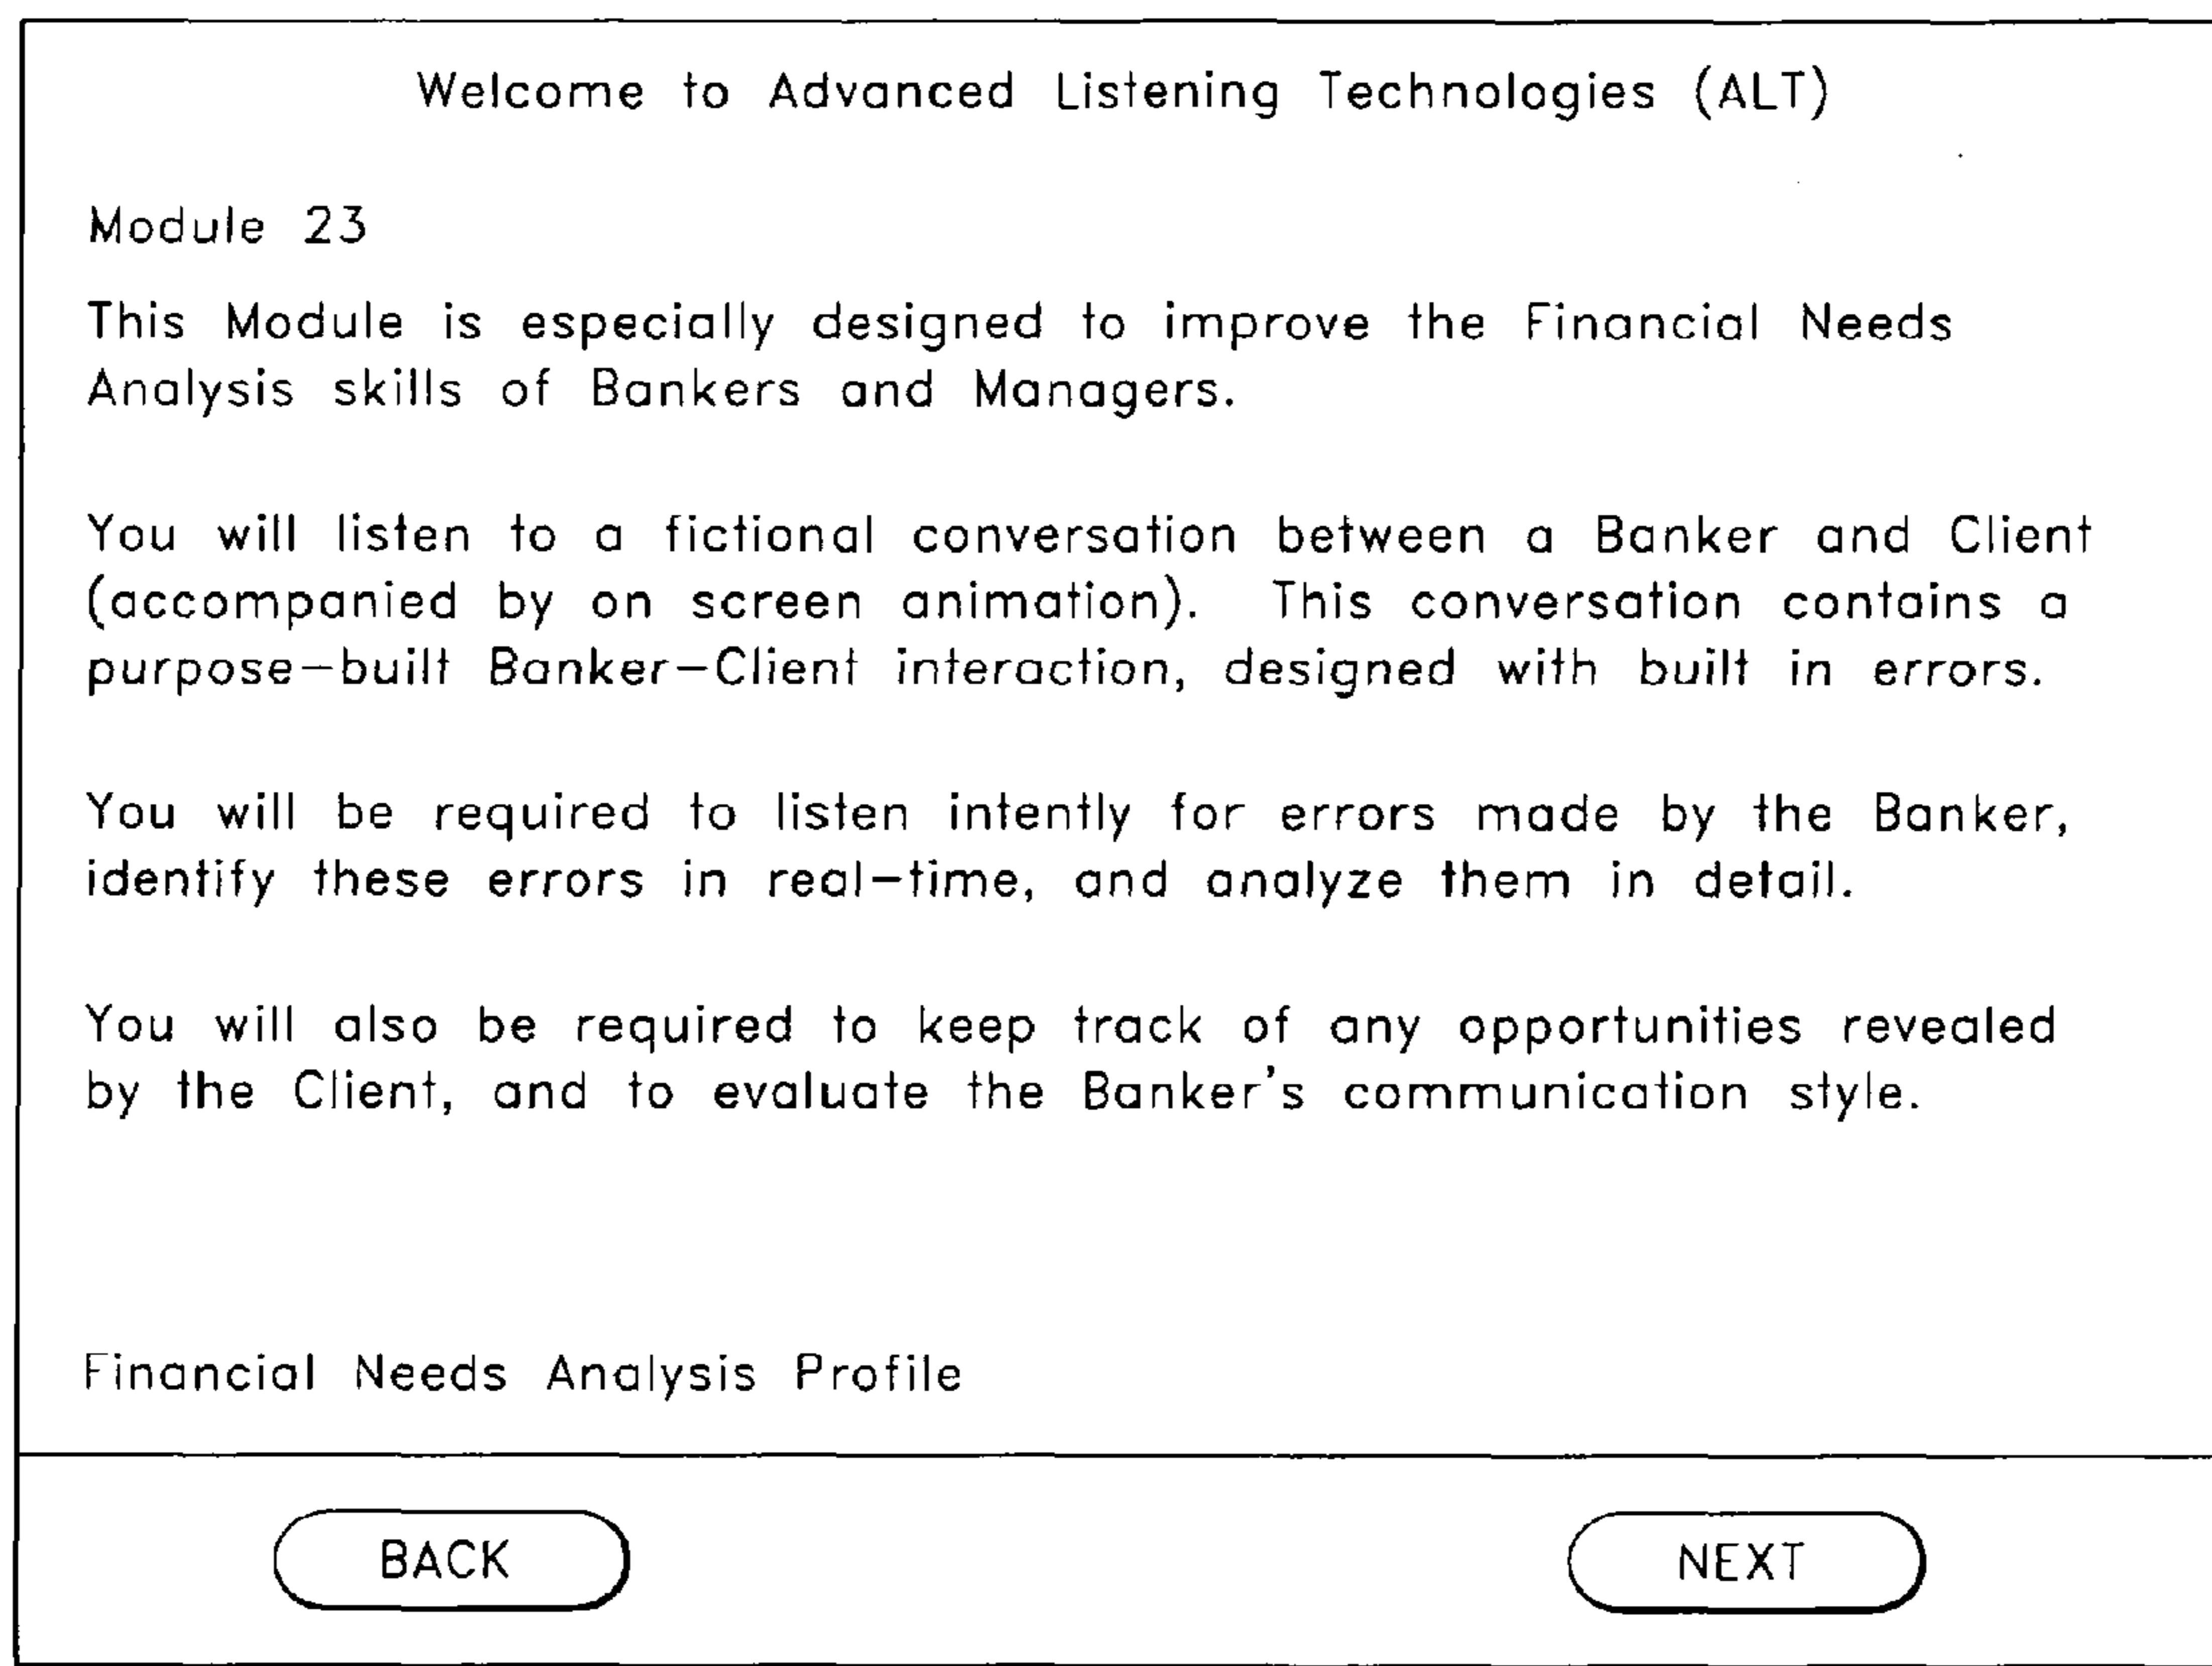 Welcome to Advanced Listening Technologies (ALT)
Module 23
This Module is especially designed to improve the Financial Needs
Analysis skills of Bankers and Managers.
You will listen to a fictional conversation between a Banker and Client
(accompanied by on screen animation). This conversation contains a
purpose-built Banker-Client interaction, designed with built in errors.
You will be required to listen intently for errors made by the Banker,
identify these errors in real-time, and analyze them in detail.
You will also be required to keep track of any opportunities revealed
by the Client, and to evaluate the Banker's communication style.
Financial Needs Analysis Profile
BACK
NEXT